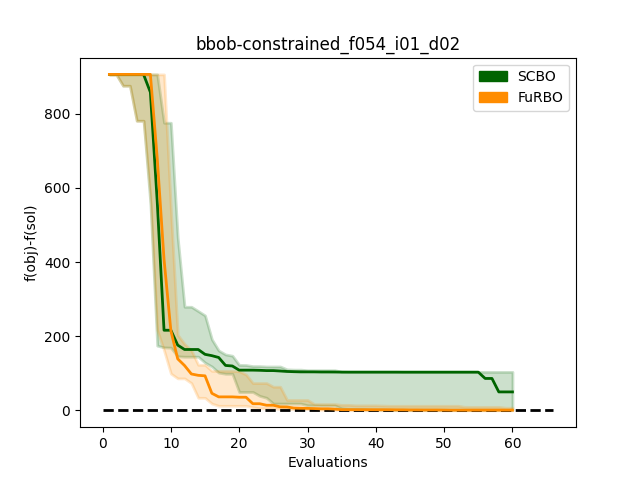 bbob-constrained_f054_i01_d02
SCBO
FuRBO
f(obj)-f(sol)
800
600
400
200
0
0 10 20 30 40 50 60
Evaluations